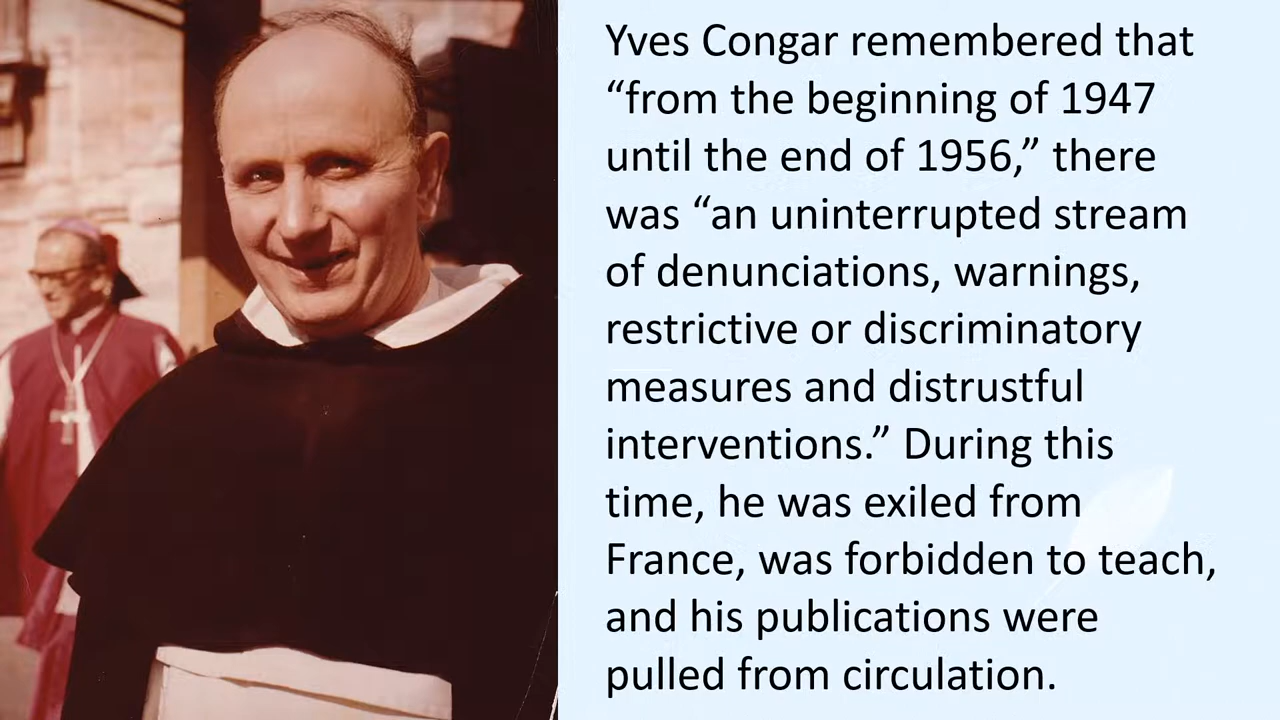 Yves Congar remembered that
“from the beginning of 1947
until the end of 1956,” there
was “an uninterrupted stream
of denunciations, warnings,
restrictive or discriminatory
measures and distrustful
interventions.” During this
time, he was exiled from
France, was forbidden to teach,
and his publications were
pulled from circulation.